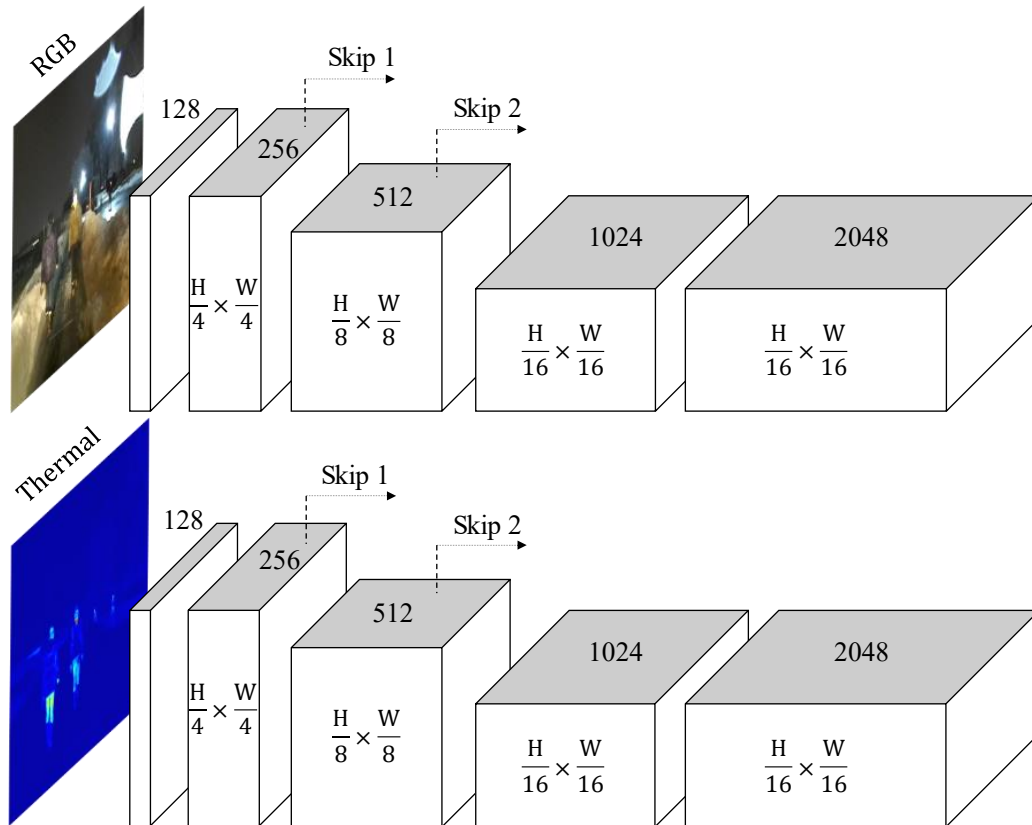 RGB
Skip 1
128
Skip 2
256
512
1024
2048
H/4 × W/4
H/8 × W/8
H/16 × W/16
H/16 × W/16
Thermal
Skip 1
128
Skip 2
256
512
1024
2048
H/4 × W/4
H/8 × W/8
H/16 × W/16
H/16 × W/16